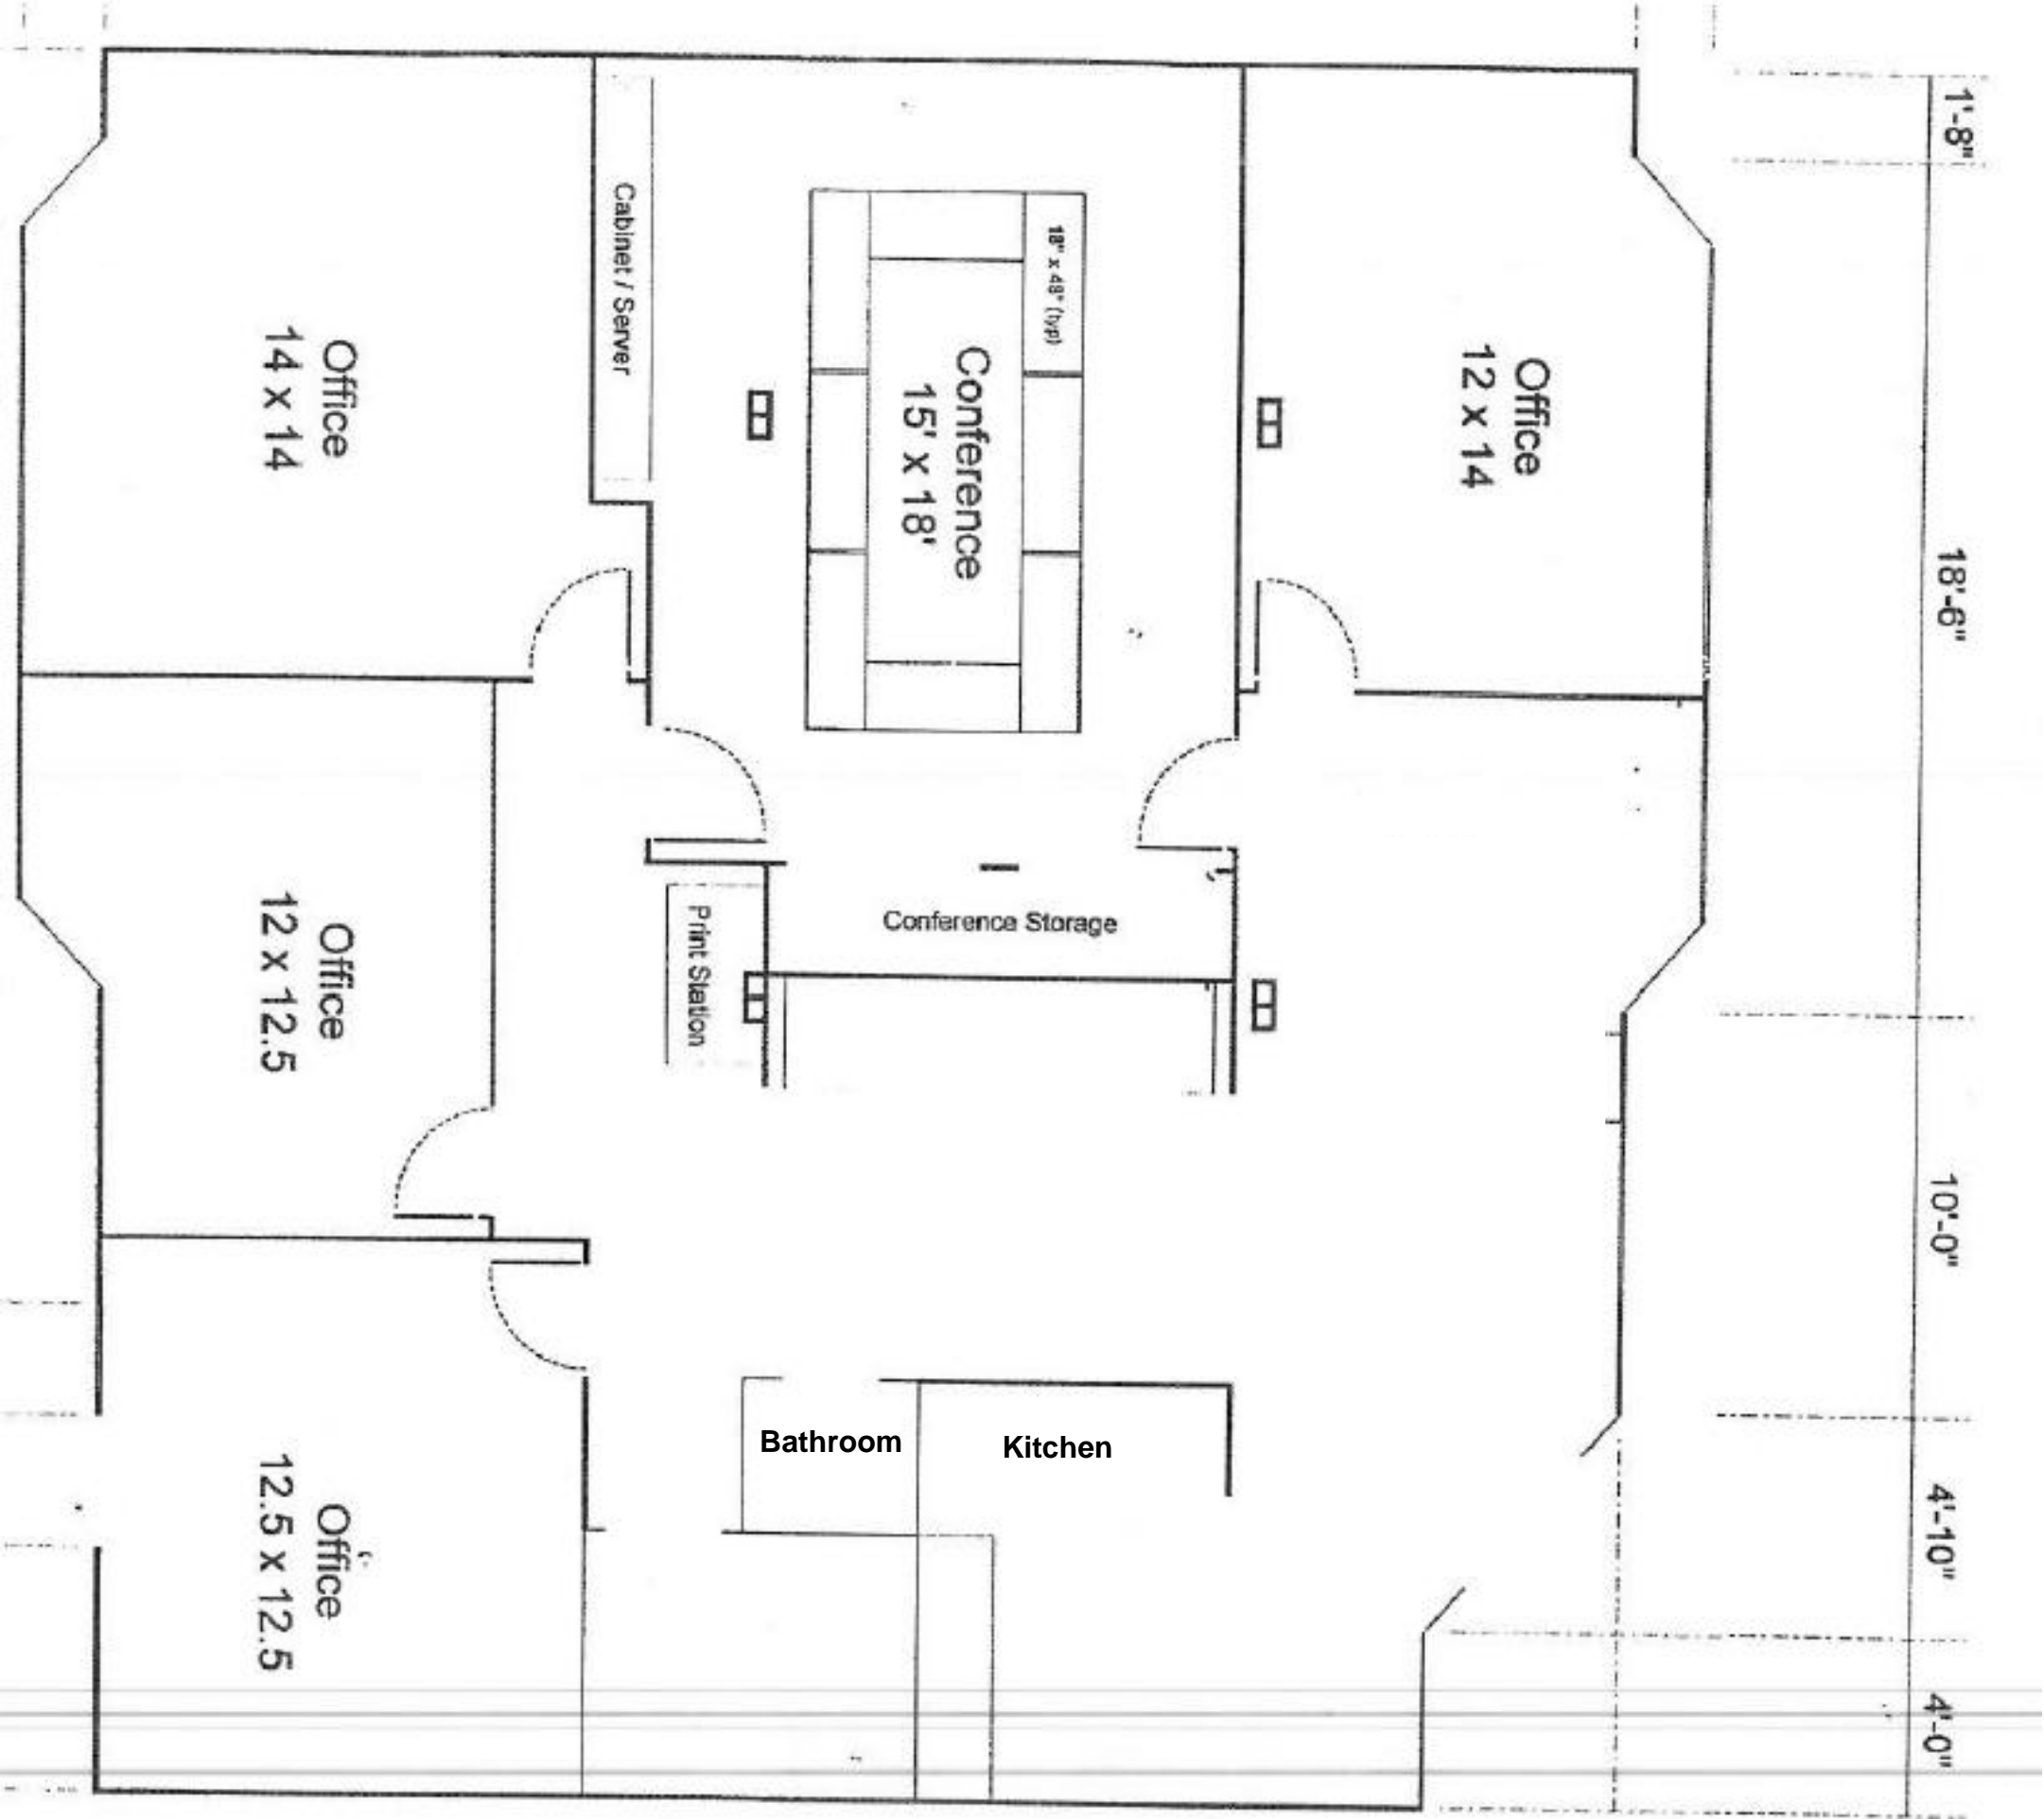 1'-8"
Cabinet / Server
18" x 48" (typ)
Office
14 x 14
Conference
15' x 18'
Office
12 x 14
18'-6"
Conference Storage
Print Station
Office
12 x 12.5
10'-0"
Bathroom
Kitchen
Office
12.5 x 12.5
4'-10"
4'-0"